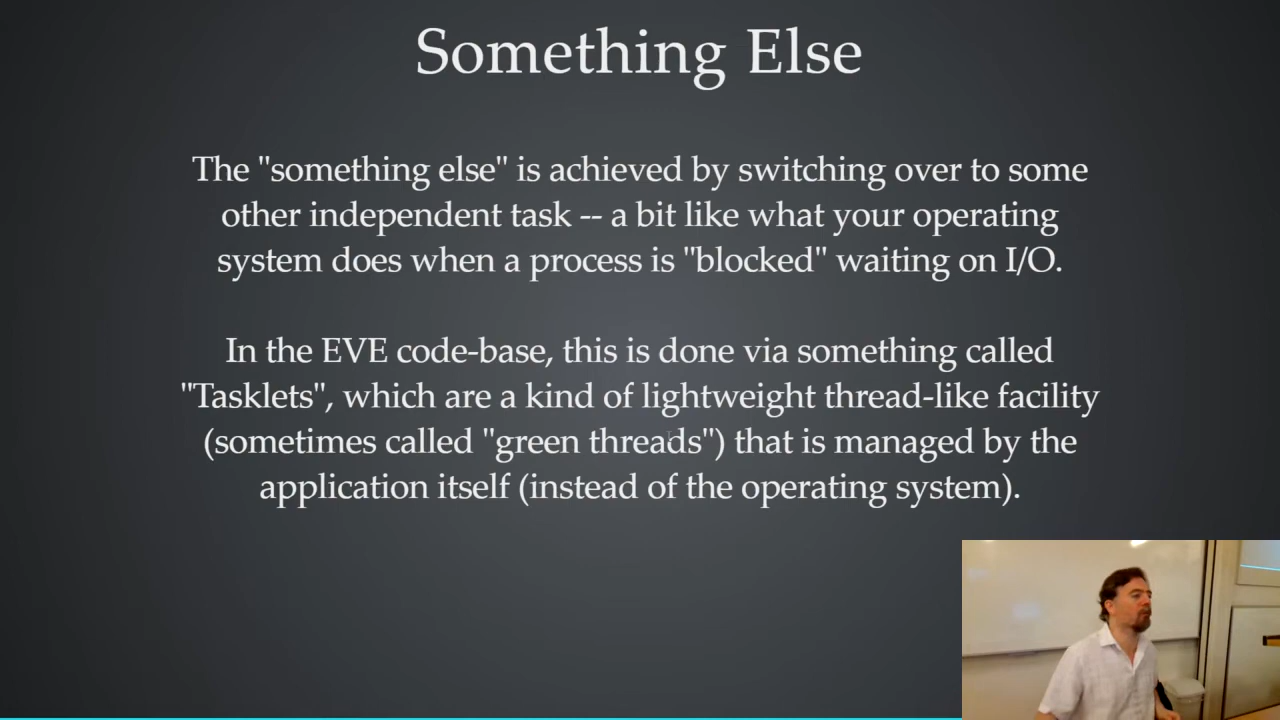 Something Else
The "something else" is achieved by switching over to some
other independent task -- a bit like what your operating
system does when a process is "blocked" waiting on I/O.
In the EVE code-base, this is done via something called
"Tasklets", which are a kind of lightweight thread-like facility
(sometimes called "green threads") that is managed by the
application itself (instead of the operating system).